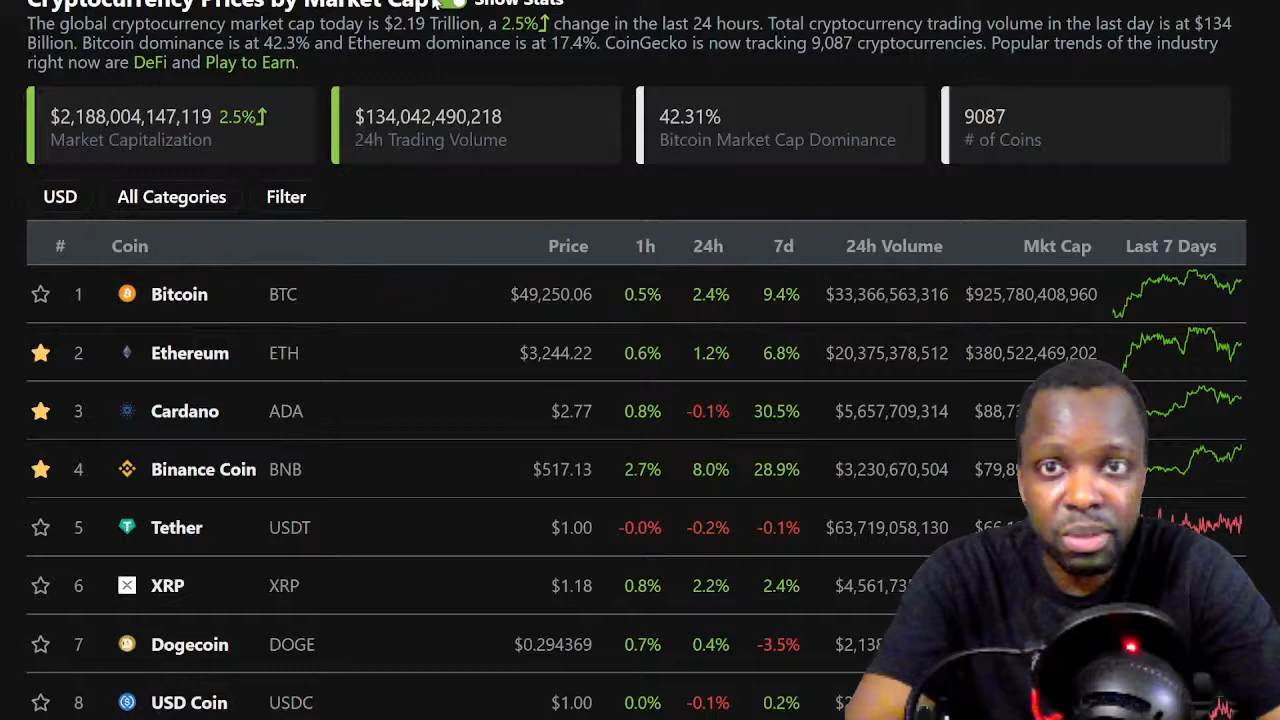 Cryptocurrency Prices by Market Cap Show Stats
The global cryptocurrency market cap today is $2.19 Trillion, a 2.5% change in the last 24 hours. Total cryptocurrency trading volume in the last day is at $134
Billion. Bitcoin dominance is at 42.3% and Ethereum dominance is at 17.4%. CoinGecko is now tracking 9,087 cryptocurrencies. Popular trends of the industry
right now are DeFi and Play to Earn.
$2,188,004,147,119 2.5% $134,042,490,218 42.31% 9087
Market Capitalization 24h Trading Volume Bitcoin Market Cap Dominance # of Coins
USD All Categories Filter
# Coin Price 1h 24h 7d 24h Volume Mkt Cap Last 7 Days
1 Bitcoin BTC $49,250.06 0.5% 2.4% 9.4% $33,366,563,316 $925,780,408,960
2 Ethereum ETH $3,244.22 0.6% 1.2% 6.8% $20,375,378,512 $380,522,469,202
3 Cardano ADA $2.77 0.8% -0.1% 30.5% $5,657,709,314
4 Binance Coin BNB $517.13 2.7% 8.0% 28.9% $3,230,670,504
5 Tether USDT $1.00 -0.0% -0.2% -0.1% $63,719,058,130
6 XRP XRP $1.18 0.8% 2.2% 2.4%
7 Dogecoin DOGE $0.294369 0.7% 0.4% -3.5%
8 USD Coin USDC $1.00 0.0% -0.1% 0.2%